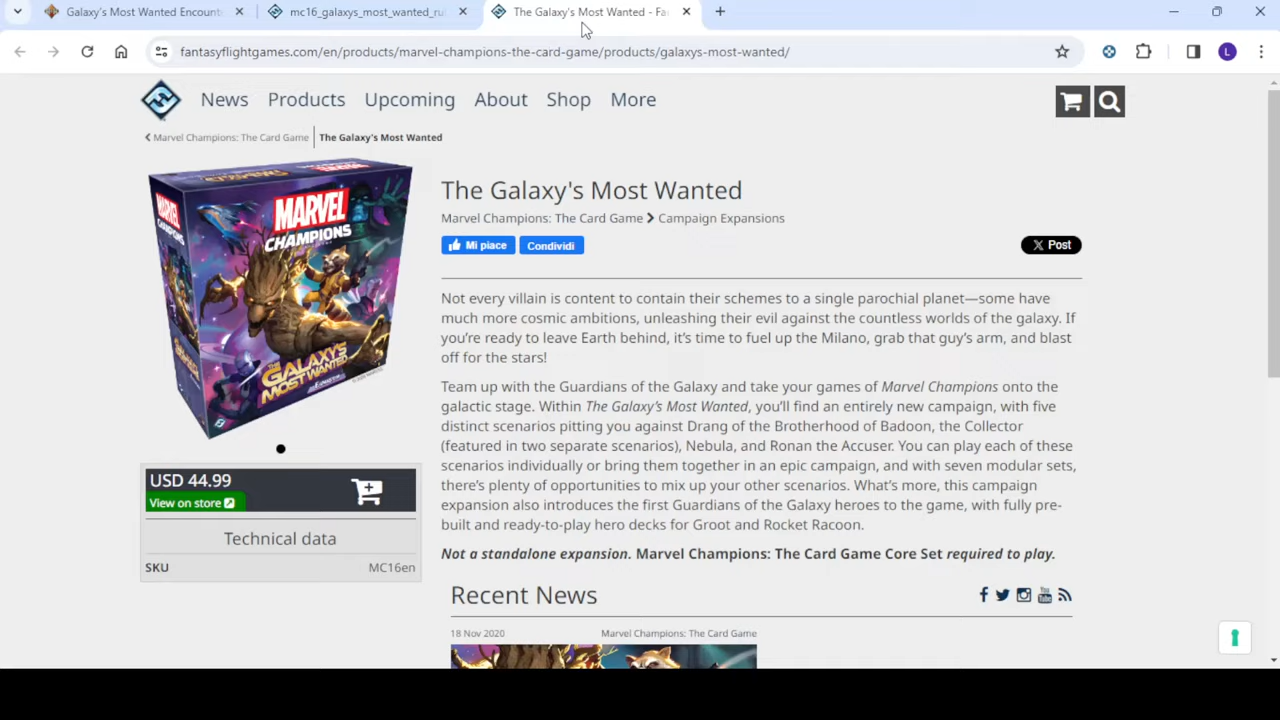 Galaxy's Most Wanted Encount
mc16_galaxys_most_wanted_ru
The Galaxy's Most Wanted - Fa
fantasyflightgames.com/en/products/marvel-champions-the-card-game/products/galaxys-most-wanted/
L
News Products Upcoming About Shop More
Marvel Champions: The Card Game The Galaxy's Most Wanted
MARVEL
CHAMPIONS
THE
GALAXY'S
MOST WANTED
The Galaxy's Most Wanted
Marvel Champions: The Card Game Campaign Expansions
Mi piace Condividi
Post
Not every villain is content to contain their schemes to a single parochial planet—some have
much more cosmic ambitions, unleashing their evil against the countless worlds of the galaxy. If
you're ready to leave Earth behind, it's time to fuel up the Milano, grab that guy's arm, and blast
off for the stars!
Team up with the Guardians of the Galaxy and take your games of Marvel Champions onto the
galactic stage. Within The Galaxy's Most Wanted, you'll find an entirely new campaign, with five
distinct scenarios pitting you against Drang of the Brotherhood of Badoon, the Collector
(featured in two separate scenarios), Nebula, and Ronan the Accuser. You can play each of these
scenarios individually or bring them together in an epic campaign, and with seven modular sets,
there's plenty of opportunities to mix up your other scenarios. What's more, this campaign
expansion also introduces the first Guardians of the Galaxy heroes to the game, with fully pre-
built and ready-to-play hero decks for Groot and Rocket Racoon.
Not a standalone expansion. Marvel Champions: The Card Game Core Set required to play.
USD 44.99
View on store
Technical data
SKU MC16en
Recent News
18 Nov 2020 Marvel Champions: The Card Game